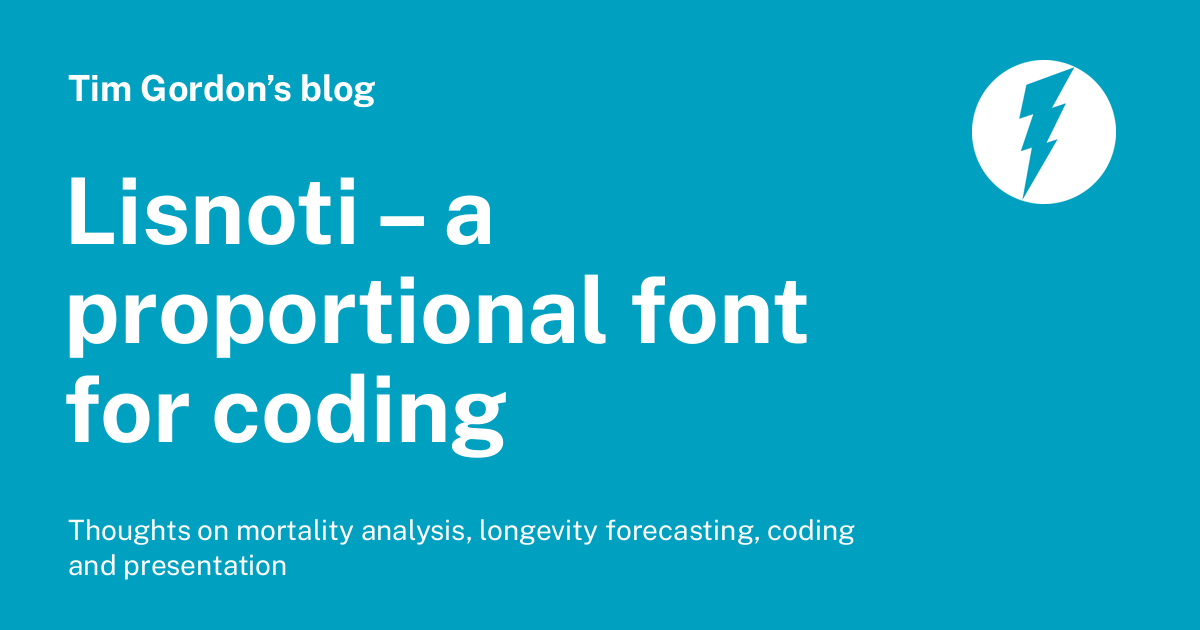 Tim Gordon’s blog
Lisnoti – a
proportional font
for coding
Thoughts on mortality analysis, longevity forecasting, coding
and presentation